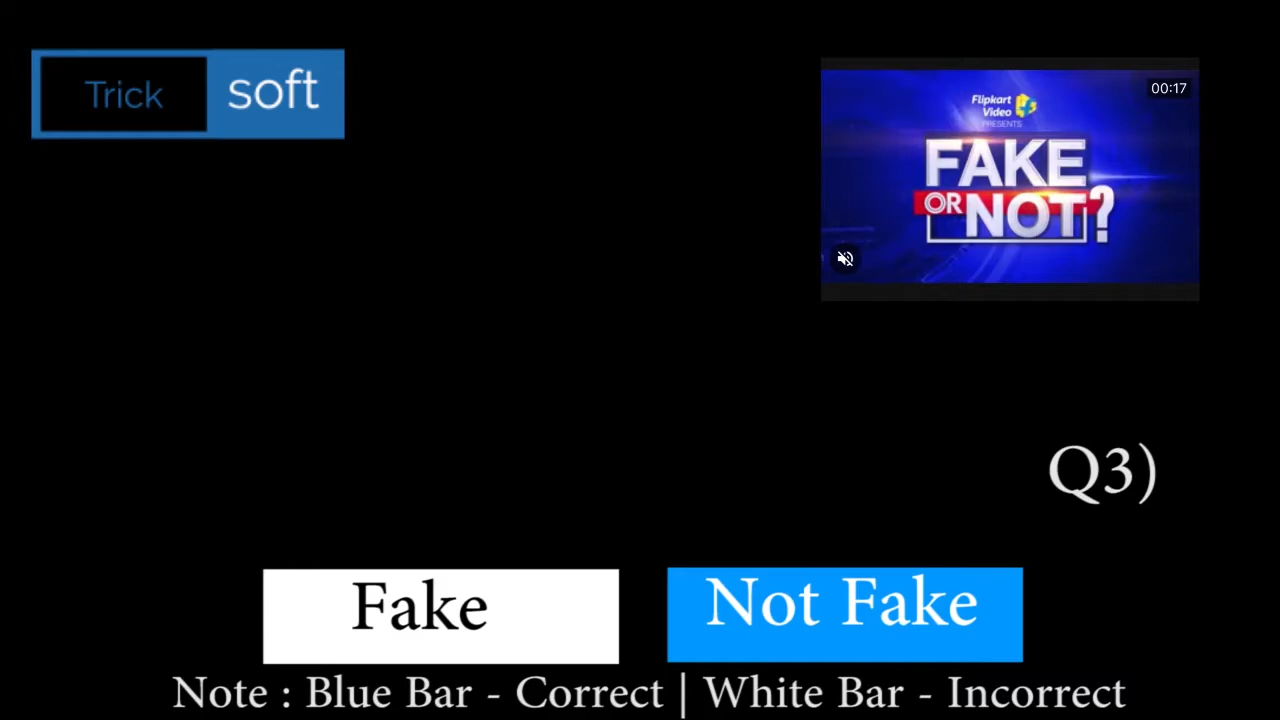 Trick soft
00:17
Flipkart
Video
PRESENTS
FAKE
OR NOT?
Q3)
Fake
Not Fake
Note : Blue Bar - Correct | White Bar - Incorrect